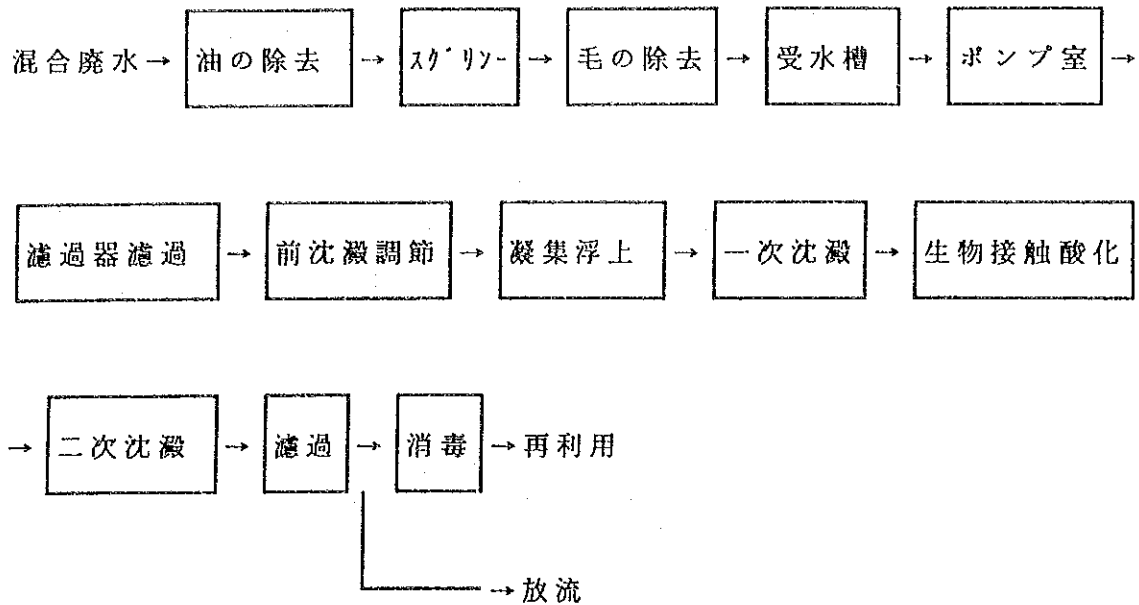 混合廃水→ 油の除去 → スグリンー → 毛の除去 → 受水槽 → ポンプ室 →
濾過器濾過 → 前沈澱調節 → 凝集浮上 → 一次沈澱 → 生物接触酸化
→ 二次沈澱 → 濾過 → 消毒 → 再利用
→ 放流